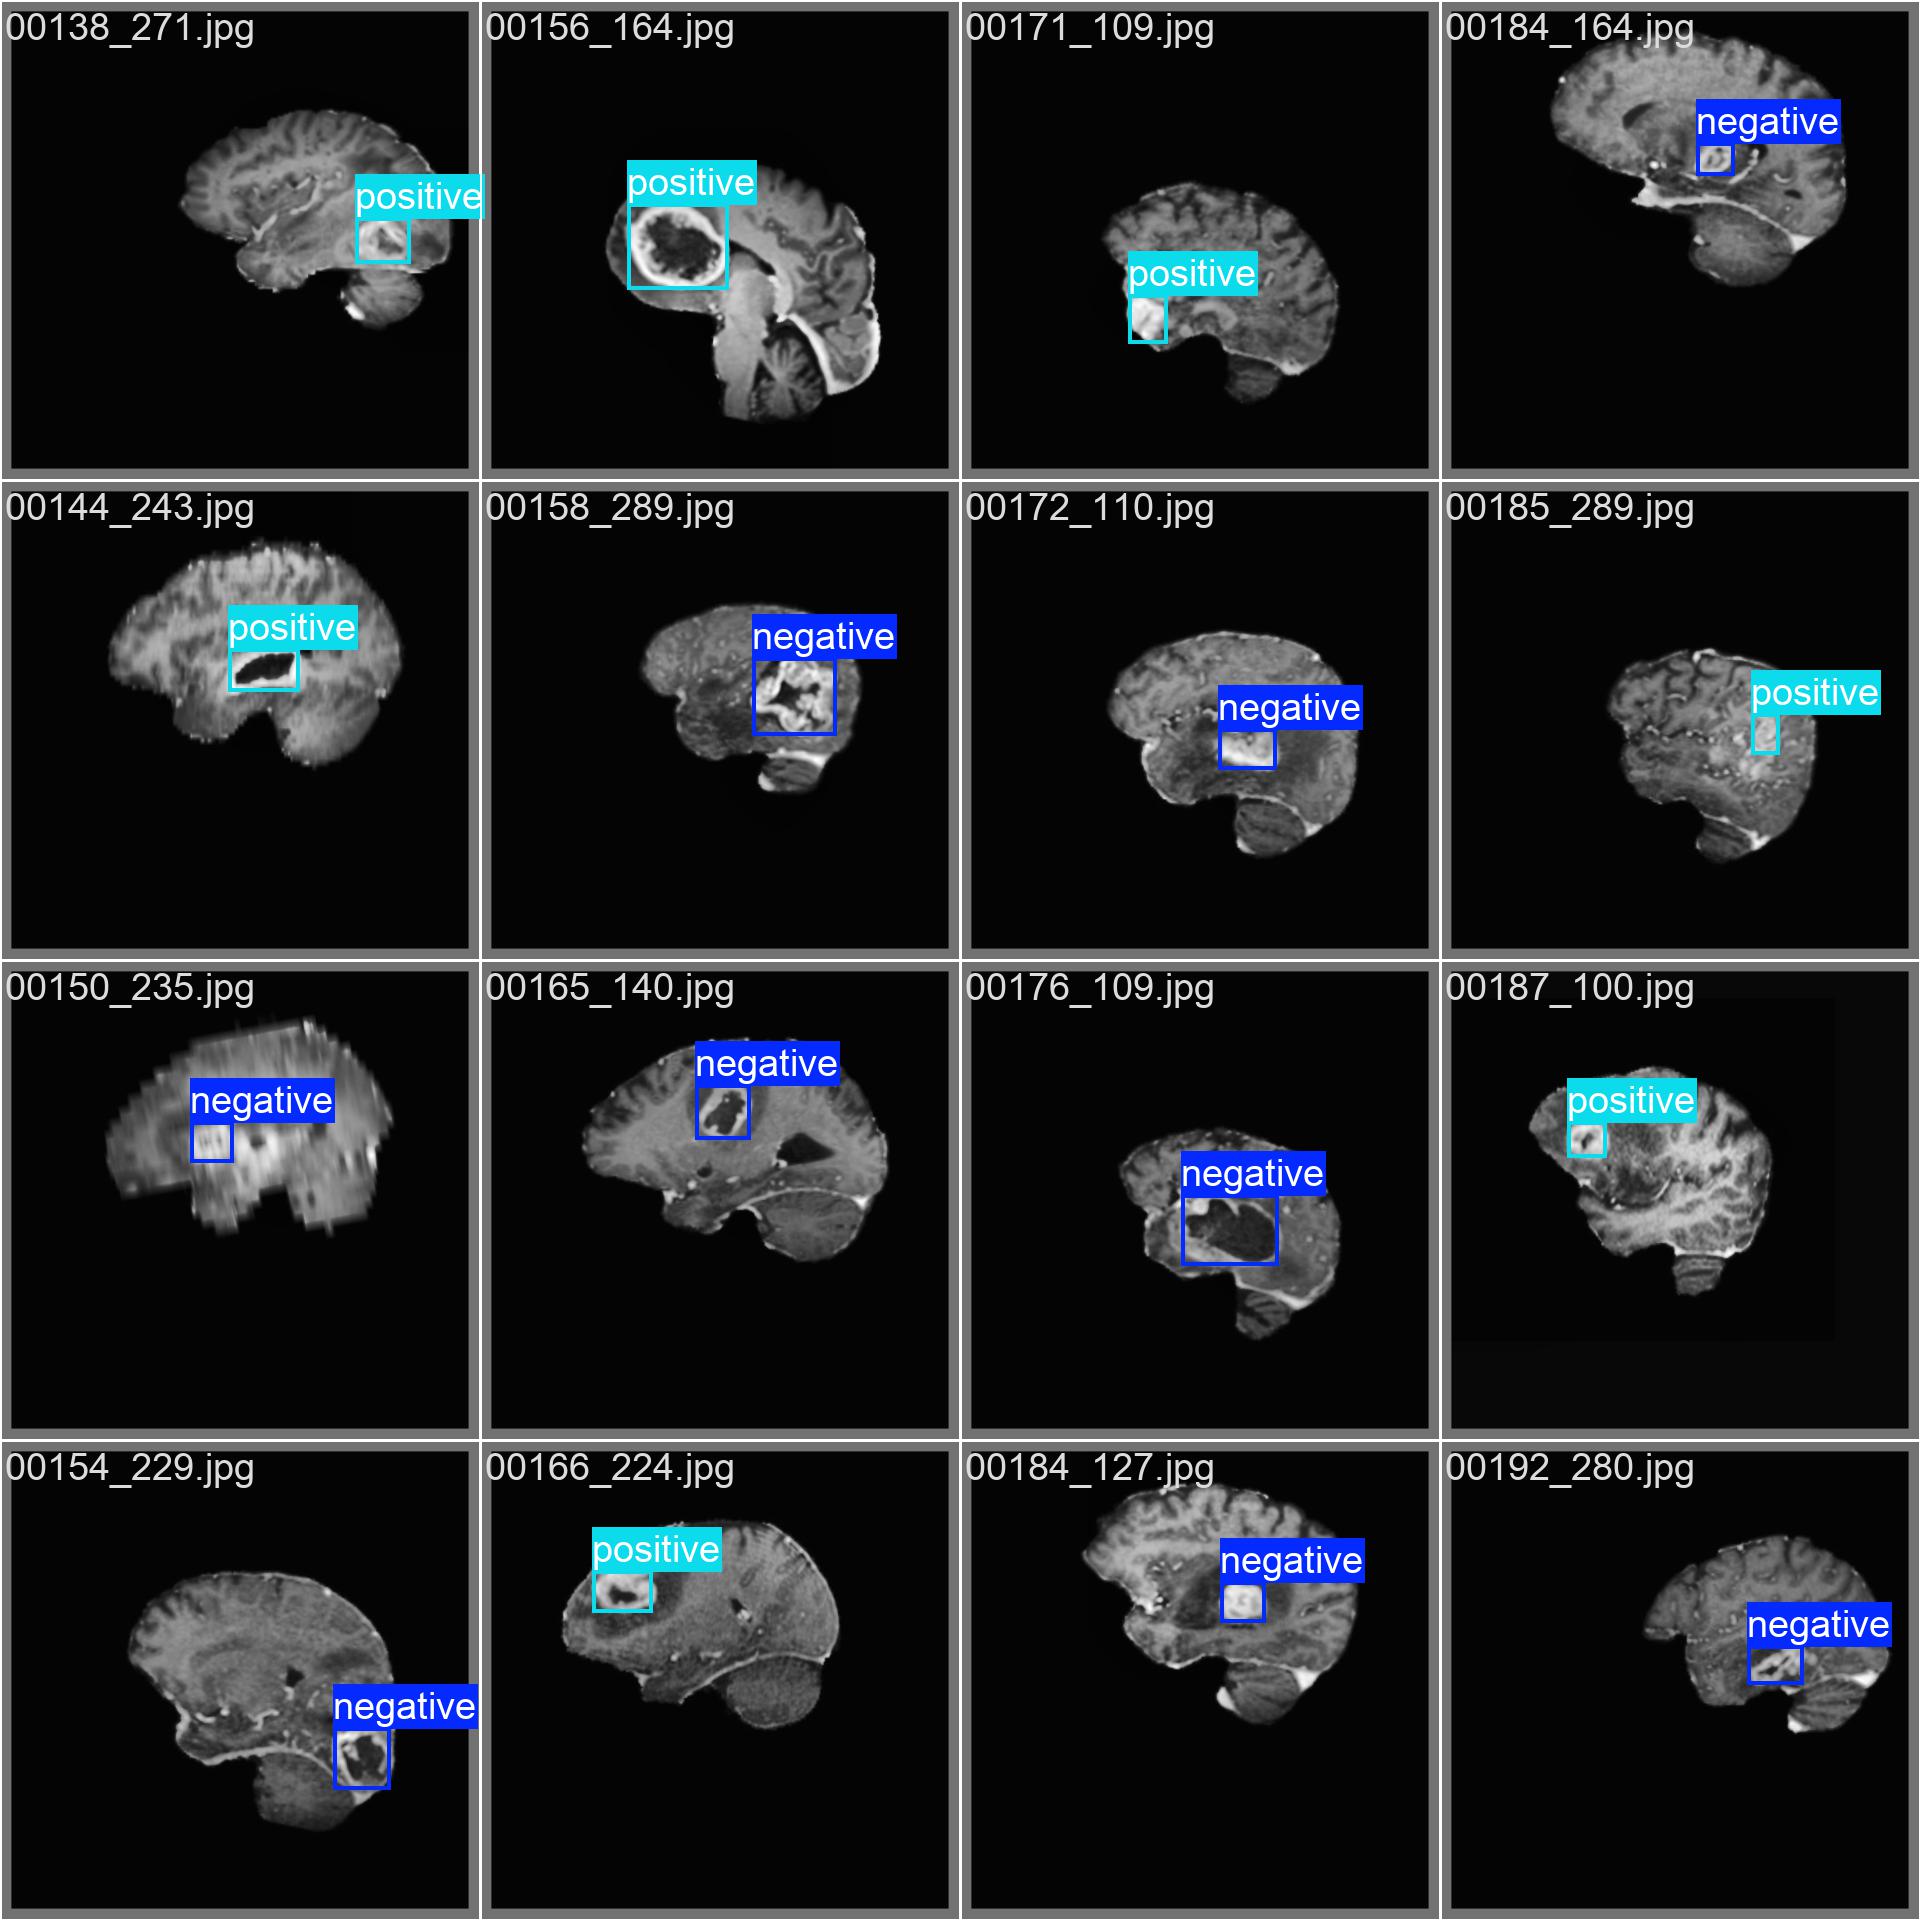 00138_271.jpg
positive
00156_164.jpg
positive
00171_109.jpg
positive
00184_164.jpg
negative
00144_243.jpg
positive
00158_289.jpg
negative
00172_110.jpg
negative
00185_289.jpg
positive
00150_235.jpg
negative
00165_140.jpg
negative
00176_109.jpg
negative
00187_100.jpg
positive
00154_229.jpg
negative
00166_224.jpg
positive
00184_127.jpg
negative
00192_280.jpg
negative